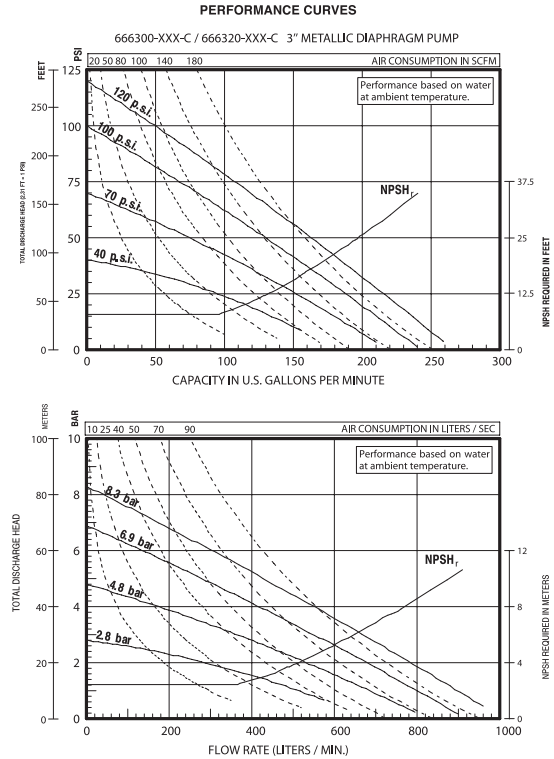 PERFORMANCE CURVES
666300-XXX-C / 666320-XXX-C 3" METALLIC DIAPHRAGM PUMP
FEET
PSI
20 50 80 100 140 180
AIR CONSUMPTION IN SCFM
Performance based on water
at ambient temperature.
125
100
75
50
25
0
250
200
150
100
50
0
TOTAL DISCHARGE HEAD (2.31 FT = 1 PSI)
120 p.s.i.
100 p.s.i.
70 p.s.i.
40 p.s.i.
NPSHr
37.5
25
12.5
0
NPSH REQUIRED IN FEET
0 50 100 150 200 250 300
CAPACITY IN U.S. GALLONS PER MINUTE
METERS
BAR
10 25 40 50 70 90
AIR CONSUMPTION IN LITERS / SEC
Performance based on water
at ambient temperature.
100
80
60
40
20
0
10
8
6
4
2
0
TOTAL DISCHARGE HEAD
8.3 bar
6.9 bar
4.8 bar
2.8 bar
NPSHr
12
8
4
0
NPSH REQUIRED IN METERS
0 200 400 600 800 1000
FLOW RATE (LITERS / MIN.)